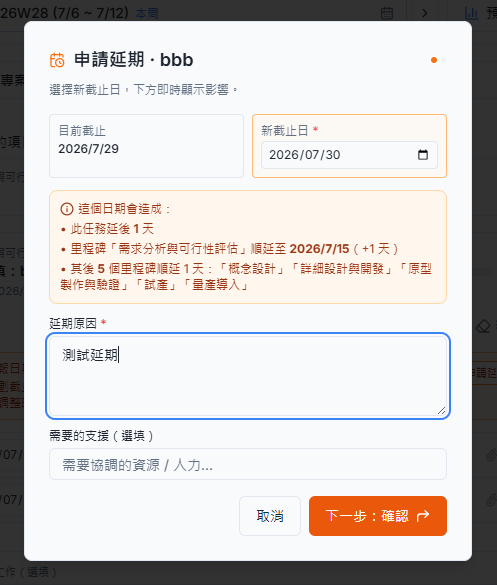 26W28 (7/6 ~ 7/12) 本周
申請延期・bbb
選擇新截止日，下方即時顯示影響。
目前截止
2026/7/29
新截止日 *
2026/07/30
這個日期會造成：
• 此任務延後 1 天
• 里程碑「需求分析與可行性評估」順延至 2026/7/15（+1 天）
• 其後 5 個里程碑順延 1 天：「概念設計」「詳細設計與開發」「原型
製作與驗證」「試產」「量產導入」
延期原因 *
測試延期
需要的支援（選填）
需要協調的資源 / 人力...
取消
下一步：確認
工作（選填）